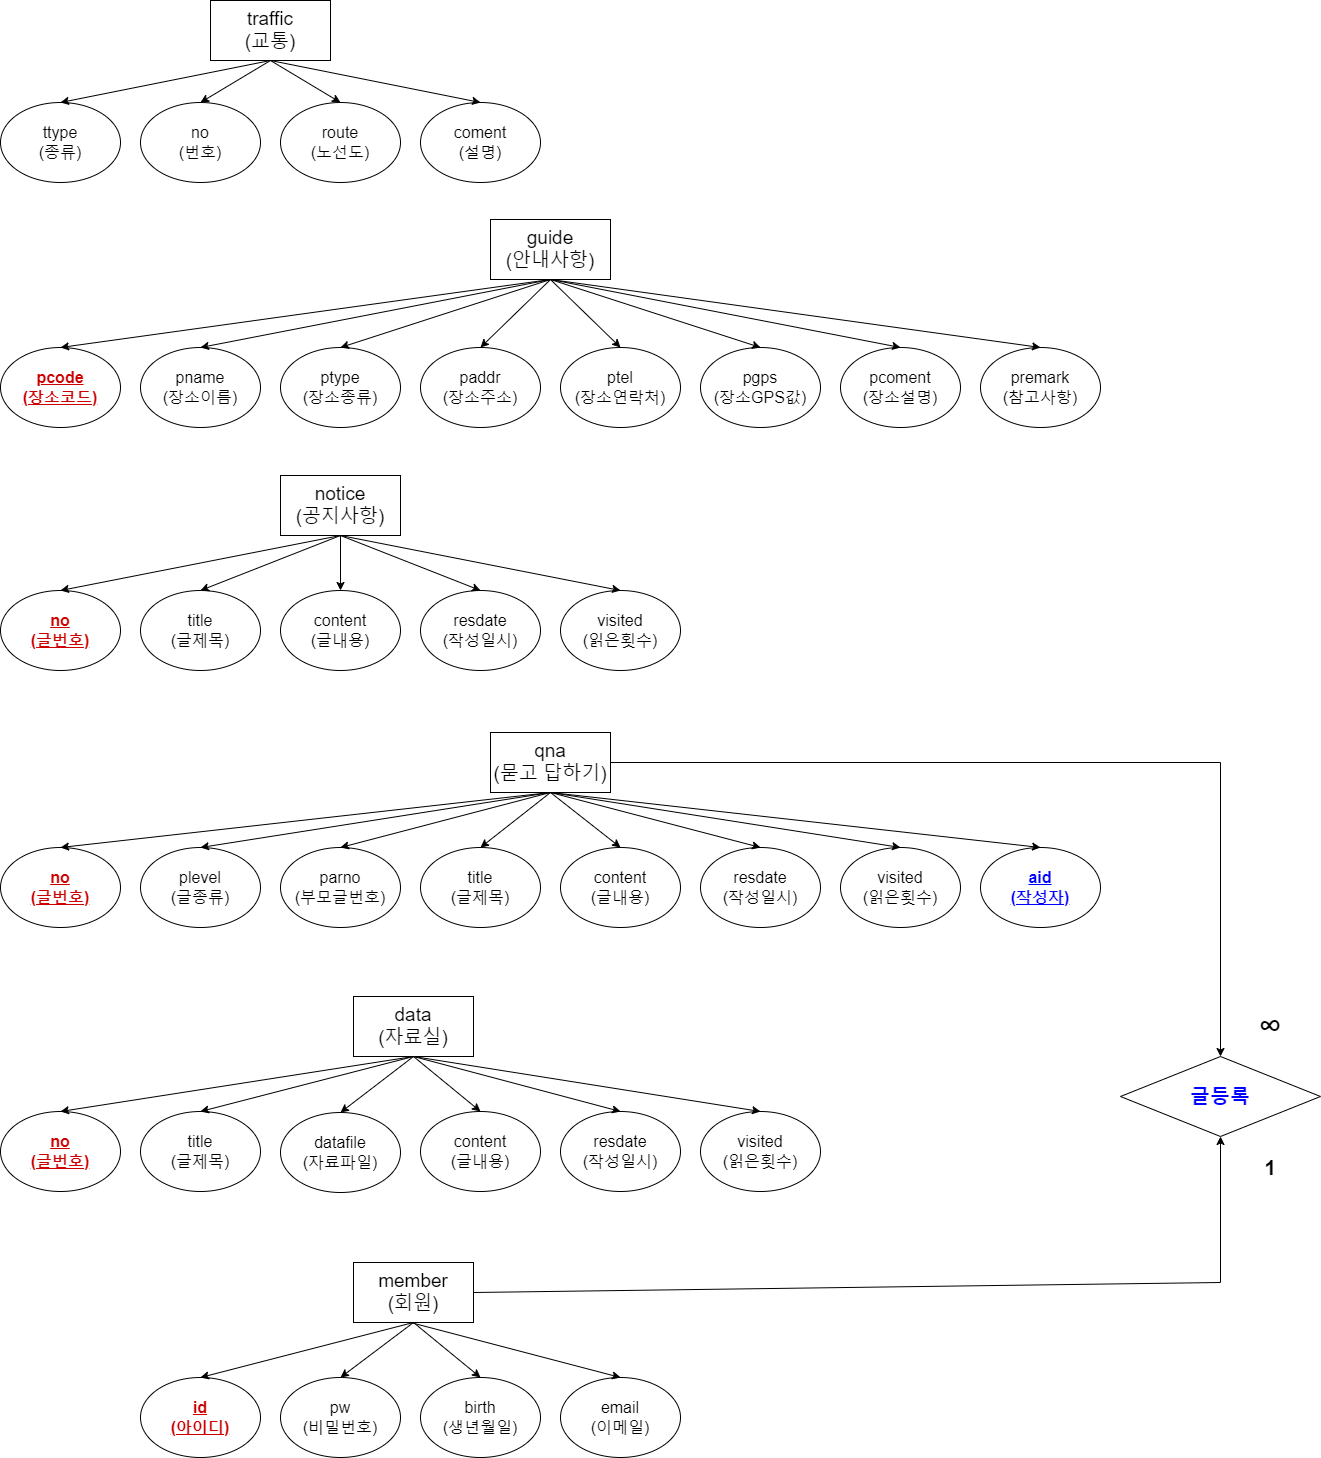 traffic
(교통)
ttype
(종류)
no
(번호)
route
(노선도)
coment
(설명)
guide
(안내사항)
pcode
(장소코드)
pname
(장소이름)
ptype
(장소종류)
paddr
(장소주소)
ptel
(장소연락처)
pgps
(장소GPS값)
pcoment
(장소설명)
premark
(참고사항)
notice
(공지사항)
no
(글번호)
title
(글제목)
content
(글내용)
resdate
(작성일시)
visited
(읽은횟수)
qna
(묻고 답하기)
no
(글번호)
plevel
(글종류)
parno
(부모글번호)
title
(글제목)
content
(글내용)
resdate
(작성일시)
visited
(읽은횟수)
aid
(작성자)
∞
글등록
1
data
(자료실)
no
(글번호)
title
(글제목)
datafile
(자료파일)
content
(글내용)
resdate
(작성일시)
visited
(읽은횟수)
member
(회원)
id
(아이디)
pw
(비밀번호)
birth
(생년월일)
email
(이메일)